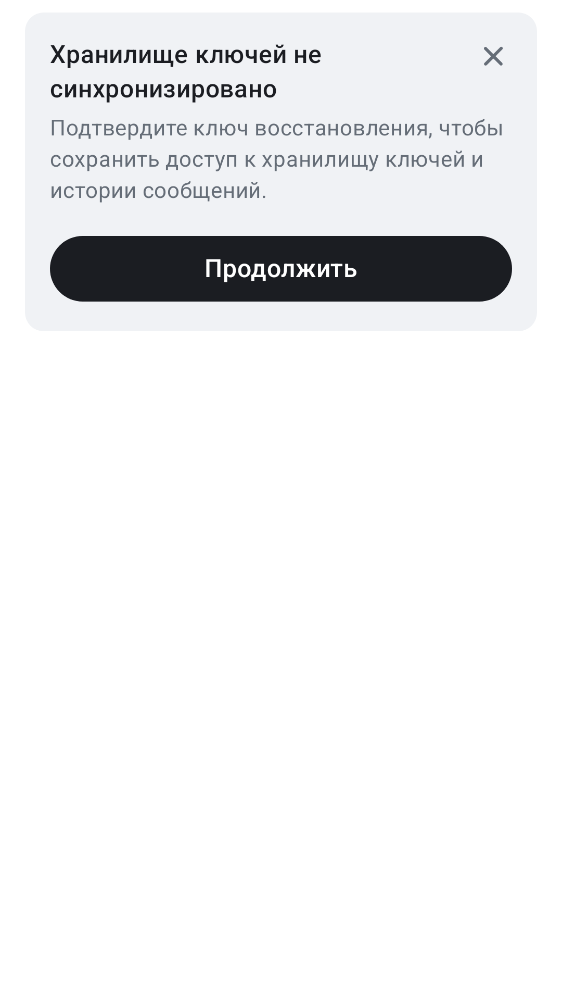 Хранилище ключей не
синхронизировано
Подтвердите ключ восстановления, чтобы
сохранить доступ к хранилищу ключей и
истории сообщений.
Продолжить